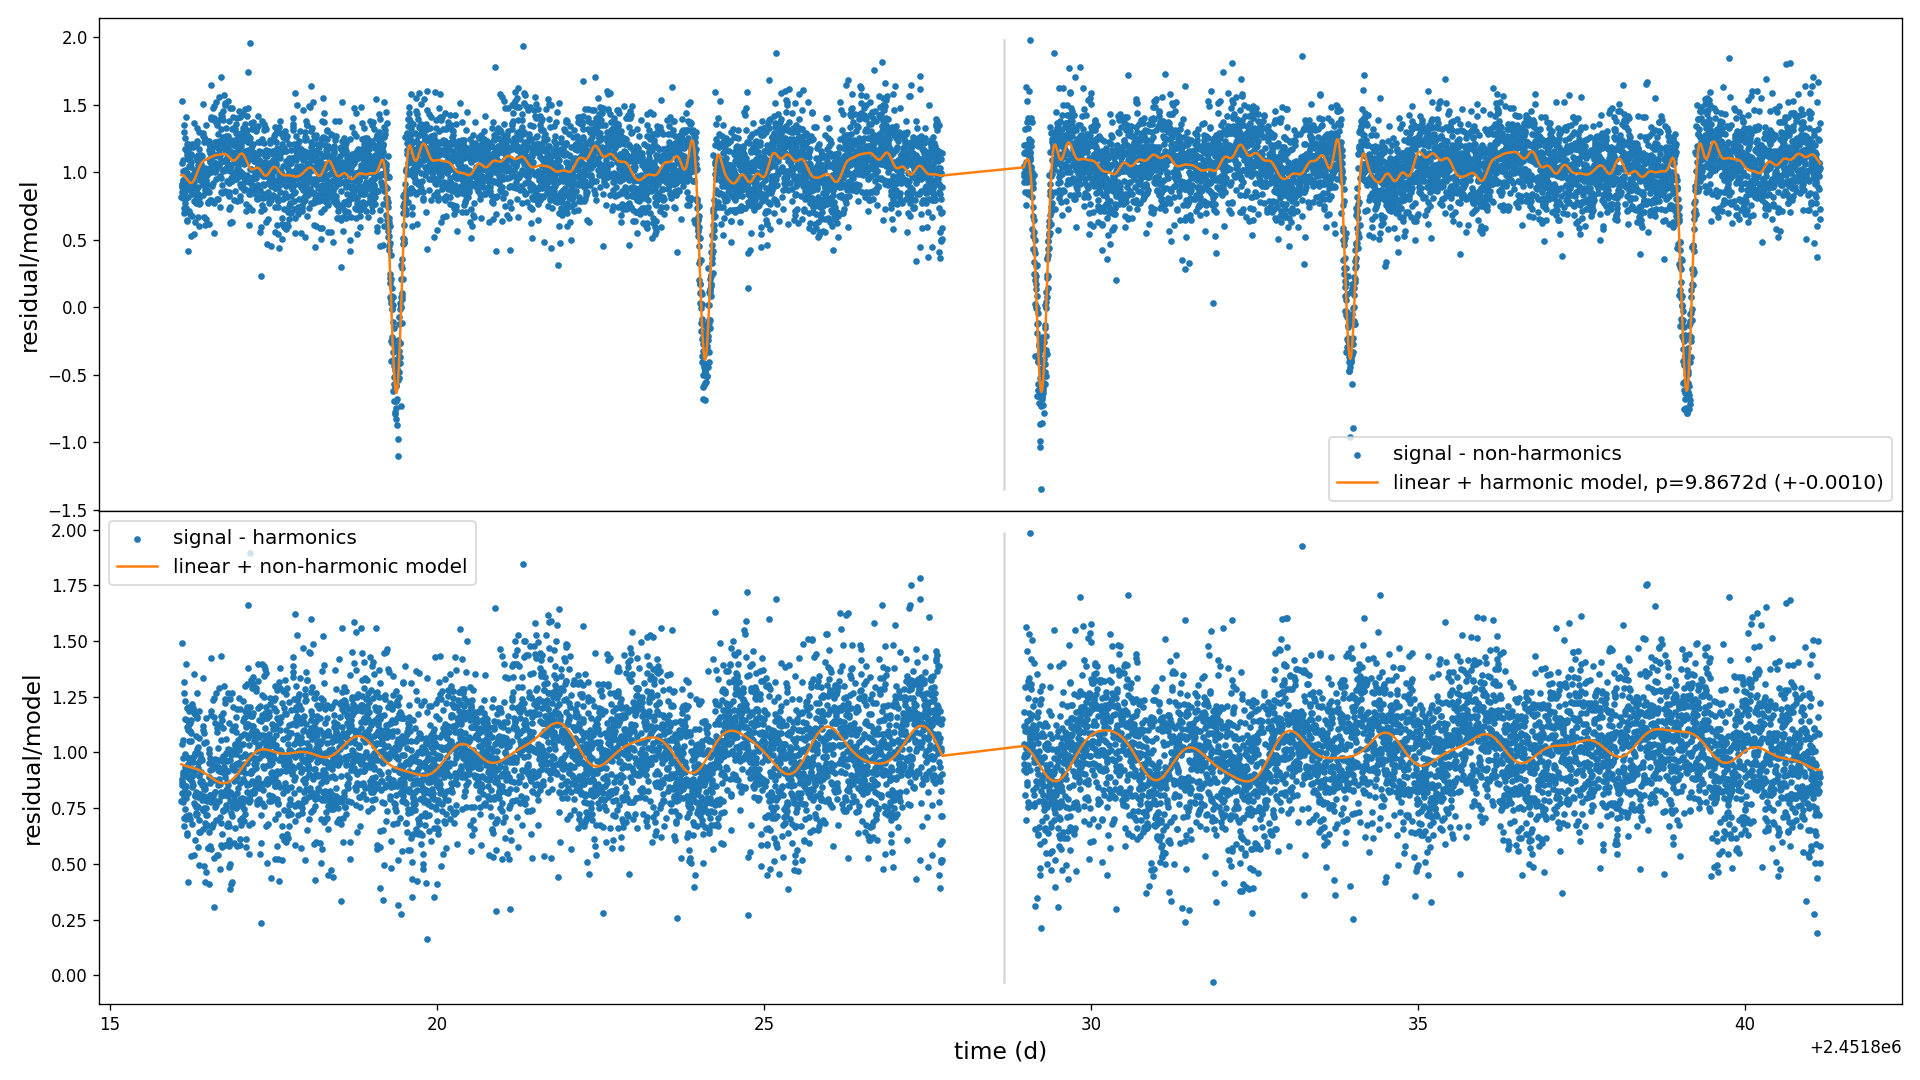 2.0
1.5
1.0
0.5
0.0
−0.5
−1.0
−1.5
residual/model
signal - non-harmonics
linear + harmonic model, p=9.8672d (+-0.0010)
2.00
1.75
1.50
1.25
1.00
0.75
0.50
0.25
0.00
residual/model
signal - harmonics
linear + non-harmonic model
15 20 25 30 35 40
time (d)
+2.4518e6